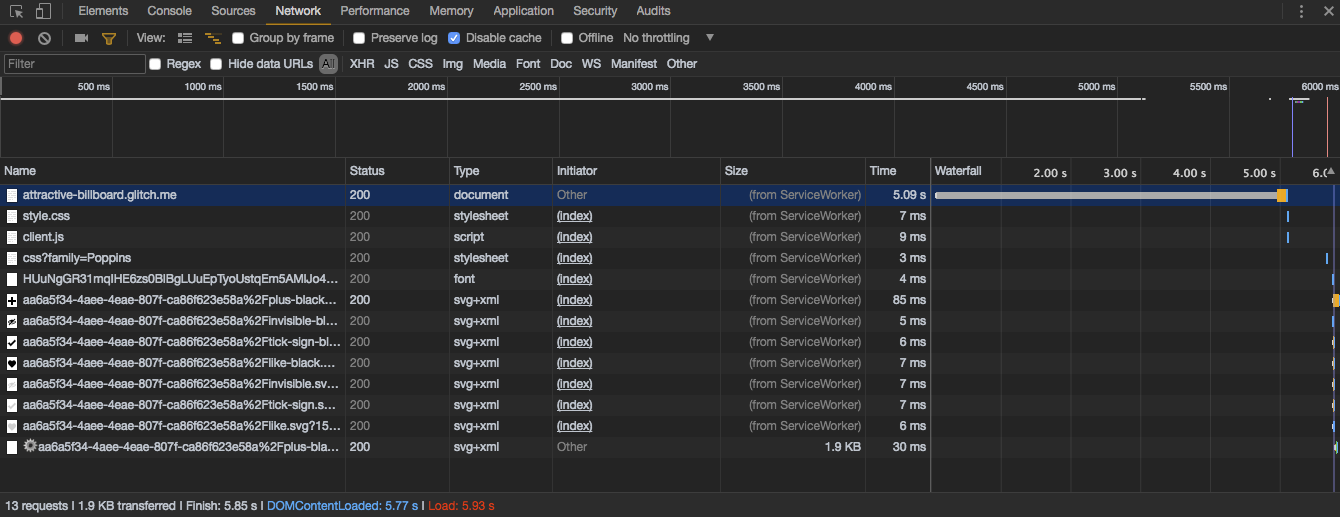 Elements Console Sources Network Performance Memory Application Security Audits
View: Group by frame Preserve log Disable cache Offline No throttling
Filter Regex Hide data URLs All XHR JS CSS Img Media Font Doc WS Manifest Other
500 ms 1000 ms 1500 ms 2000 ms 2500 ms 3000 ms 3500 ms 4000 ms 4500 ms 5000 ms 5500 ms 6000 ms
Name Status Type Initiator Size Time Waterfall 2.00 s 3.00 s 4.00 s 5.00 s 6.0
attractive-billboard.glitch.me 200 document Other (from ServiceWorker) 5.09 s
style.css 200 stylesheet (index) (from ServiceWorker) 7 ms
client.js 200 script (index) (from ServiceWorker) 9 ms
css?family=Poppins 200 stylesheet (index) (from ServiceWorker) 3 ms
200 font (index) (from ServiceWorker) 4 ms
aa6a5f34-4aee-4eae-807f-ca86f623e58a%2Fplus-black... 200 svg+xml (index) (from ServiceWorker) 85 ms
aa6a5f34-4aee-4eae-807f-ca86f623e58a%2Finvisible-bl... 200 svg+xml (index) (from ServiceWorker) 5 ms
aa6a5f34-4aee-4eae-807f-ca86f623e58a%2Ftick-sign-bl... 200 svg+xml (index) (from ServiceWorker) 6 ms
aa6a5f34-4aee-4eae-807f-ca86f623e58a%2Flike-black.... 200 svg+xml (index) (from ServiceWorker) 7 ms
aa6a5f34-4aee-4eae-807f-ca86f623e58a%2Finvisible.sv... 200 svg+xml (index) (from ServiceWorker) 7 ms
aa6a5f34-4aee-4eae-807f-ca86f623e58a%2Ftick-sign.s... 200 svg+xml (index) (from ServiceWorker) 7 ms
aa6a5f34-4aee-4eae-807f-ca86f623e58a%2Flike.svg?15... 200 svg+xml (index) (from ServiceWorker) 6 ms
aa6a5f34-4aee-4eae-807f-ca86f623e58a%2Fplus-bla... 200 svg+xml Other 1.9 KB 30 ms
13 requests | 1.9 KB transferred | Finish: 5.85 s | DOMContentLoaded: 5.77 s | Load: 5.93 s